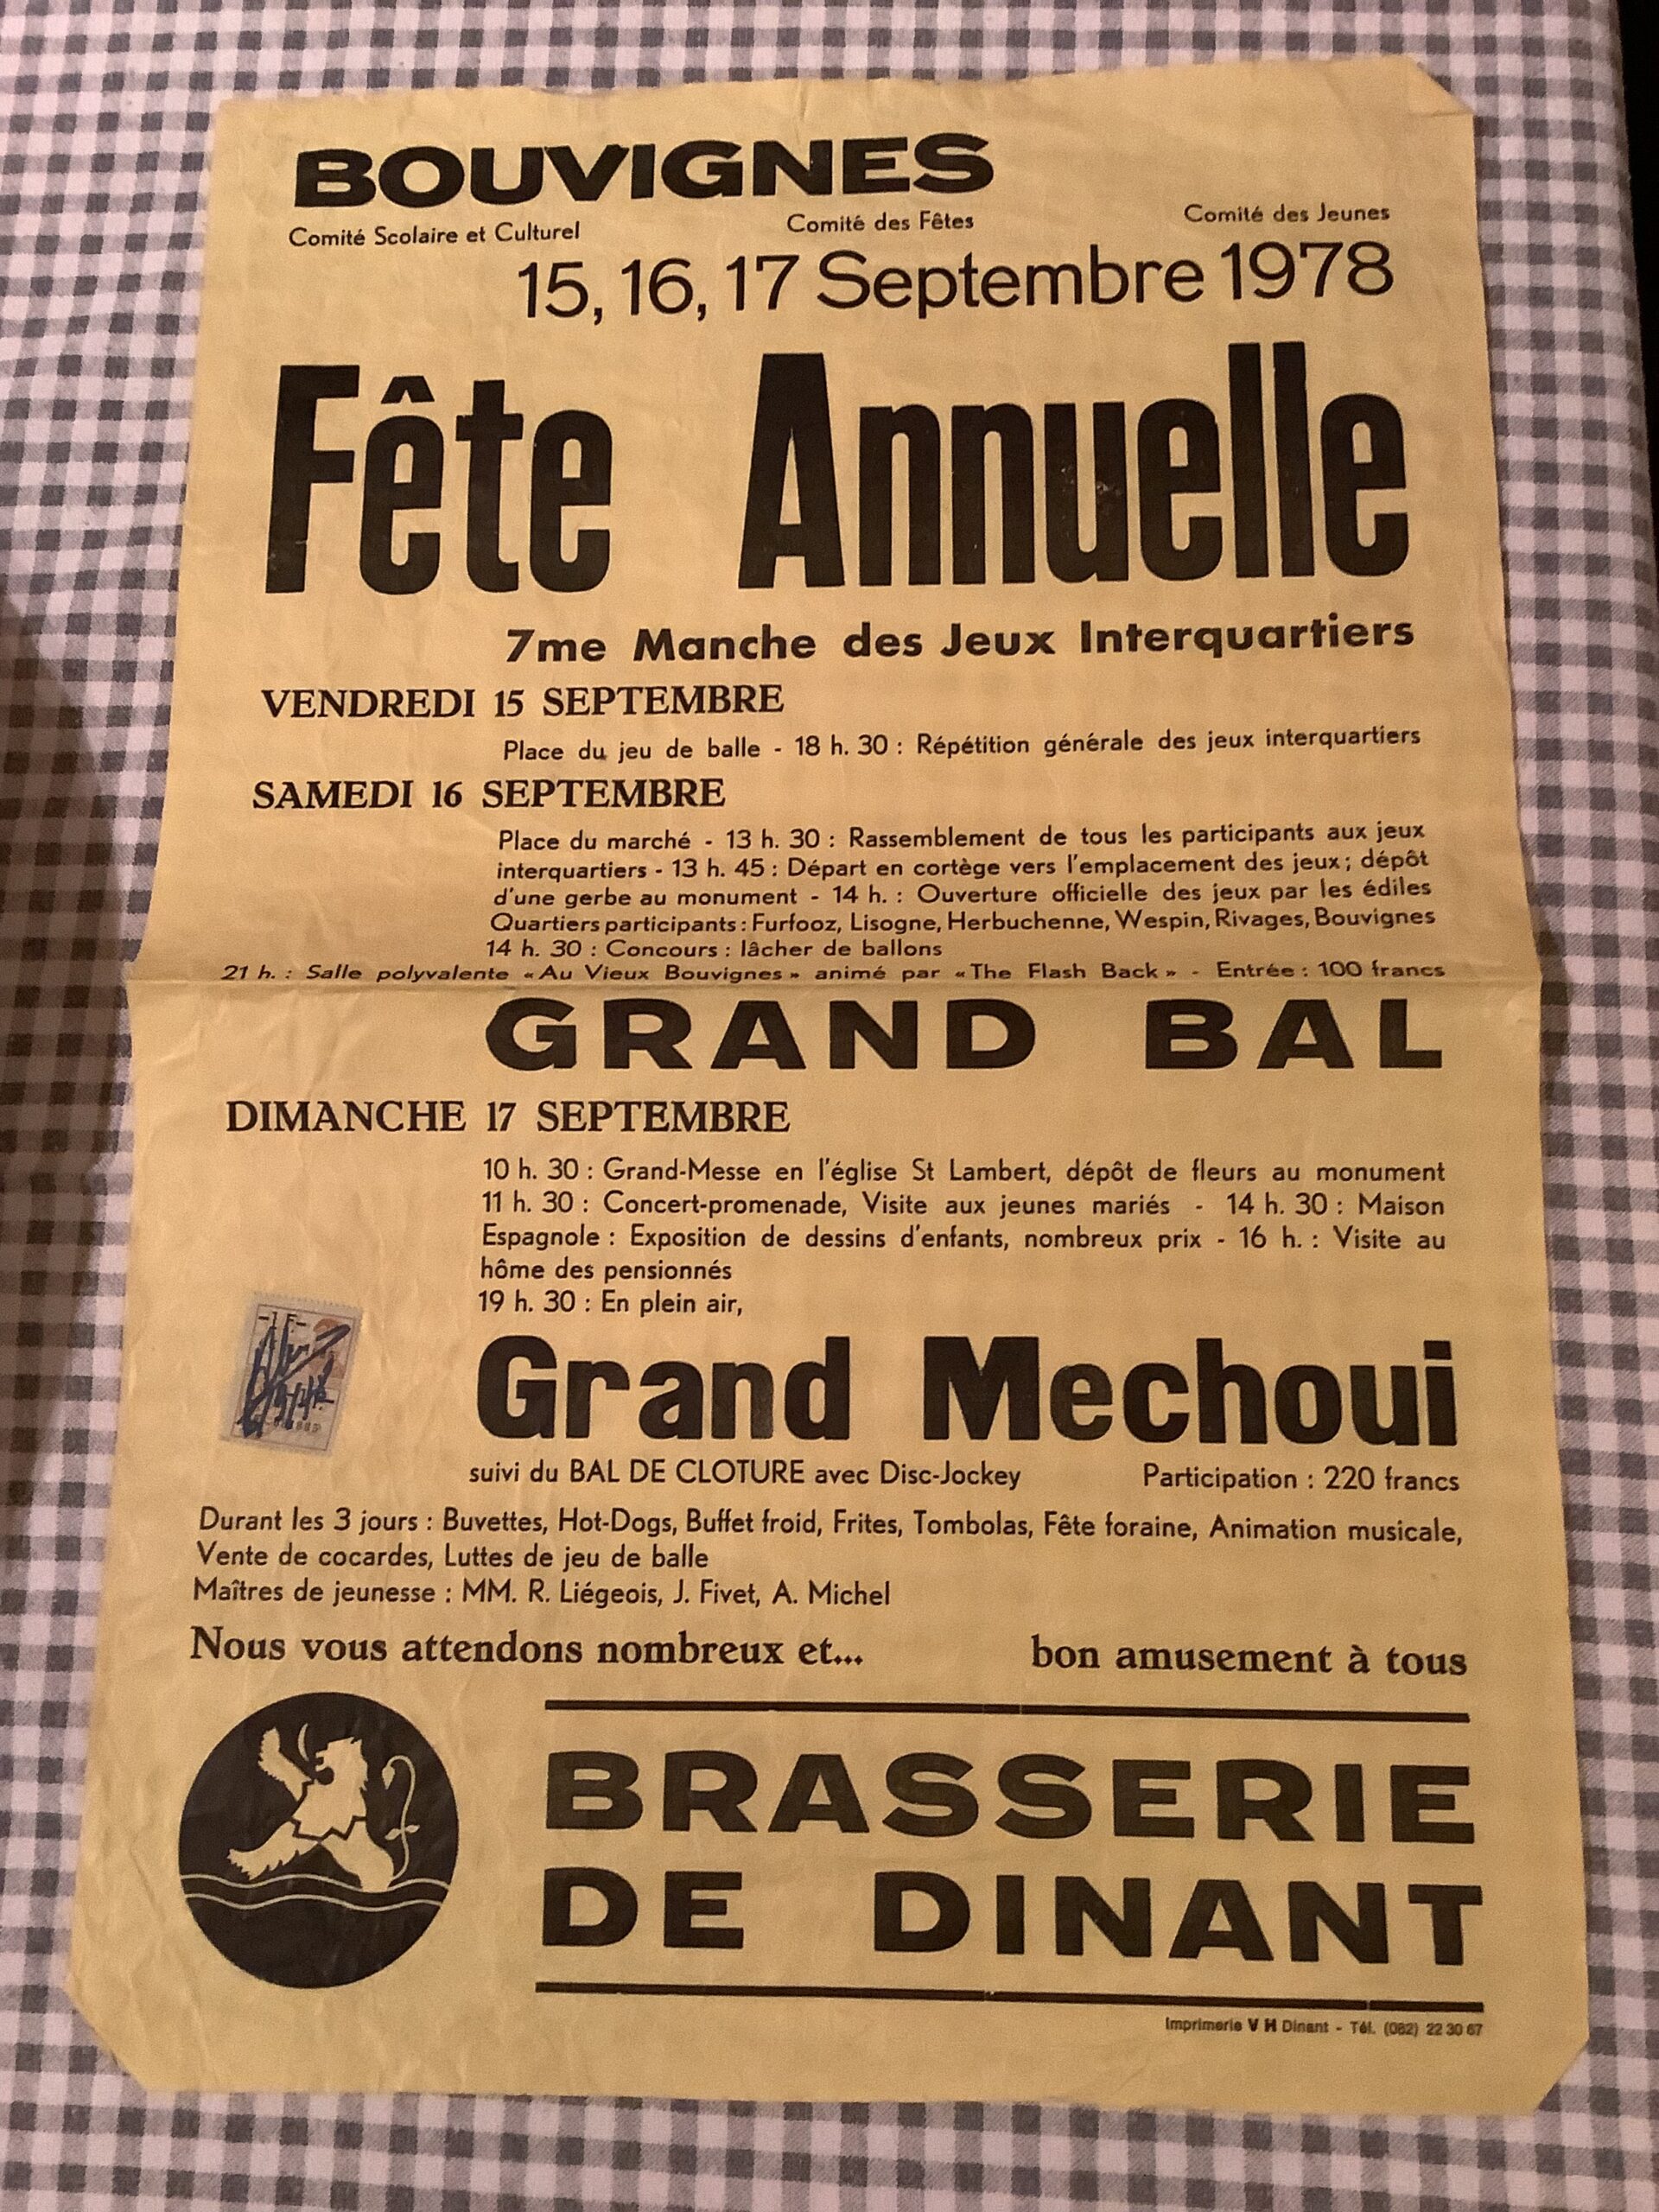 BOUVIGNES
Comité Scolaire et Culturel Comité des Fêtes Comité des Jeunes
15, 16, 17 Septembre 1978
Fête Annuelle
7me Manche des Jeux Interquartiers
VENDREDI 15 SEPTEMBRE
Place du jeu de balle - 18 h. 30 : Répétition générale des jeux interquartiers
SAMEDI 16 SEPTEMBRE
Place du marché - 13 h. 30 : Rassemblement de tous les participants aux jeux
interquartiers - 13 h. 45 : Départ en cortège vers l'emplacement des jeux ; dépôt
d'une gerbe au monument - 14 h. : Ouverture officielle des jeux par les édiles
Quartiers participants : Furfooz, Lisogne, Herbuchenne, Wespin, Rivages, Bouvignes
14 h. 30 : Concours : lâcher de ballons
21 h. : Salle polyvalente « Au Vieux Bouvignes » animé par « The Flash Back » - Entrée : 100 francs
GRAND BAL
DIMANCHE 17 SEPTEMBRE
10 h. 30 : Grand-Messe en l'église St Lambert, dépôt de fleurs au monument
11 h. 30 : Concert-promenade, Visite aux jeunes mariés - 14 h. 30 : Maison
Espagnole : Exposition de dessins d'enfants, nombreux prix - 16 h. : Visite au
hôme des pensionnés
19 h. 30 : En plein air,
Grand Mechoui
suivi du BAL DE CLOTURE avec Disc-Jockey Participation : 220 francs
Durant les 3 jours : Buvettes, Hot-Dogs, Buffet froid, Frites, Tombolas, Fête foraine, Animation musicale,
Vente de cocardes, Luttes de jeu de balle
Maîtres de jeunesse : MM. R. Liégeois, J. Fivet, A. Michel
Nous vous attendons nombreux et... bon amusement à tous
BRASSERIE
DE DINANT
Imprimerie V H Dinant - Tél. (082) 22 30 67